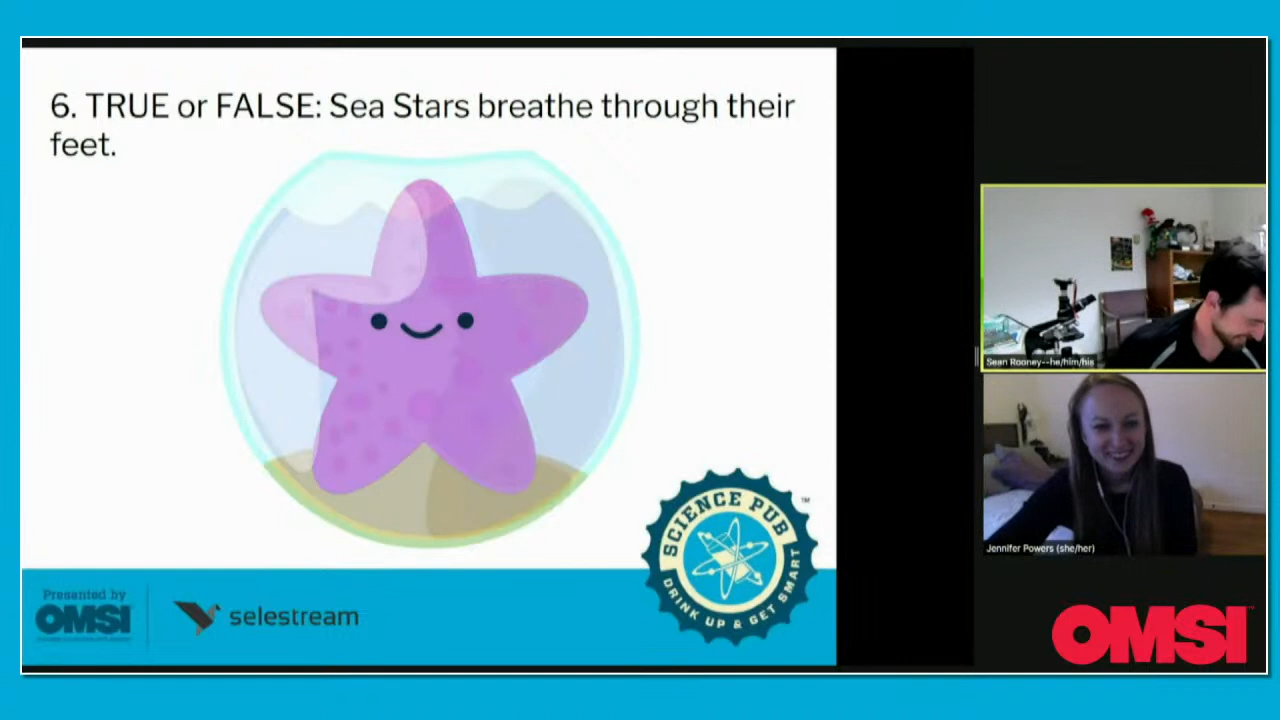 6. TRUE or FALSE: Sea Stars breathe through their
feet.
SCIENCE PUB
DRINK UP & GET SMART
TM
Presented by
OMSI
selestream
Sean Rooney--he/him/his
Jennifer Powers (she/her)
OMSI